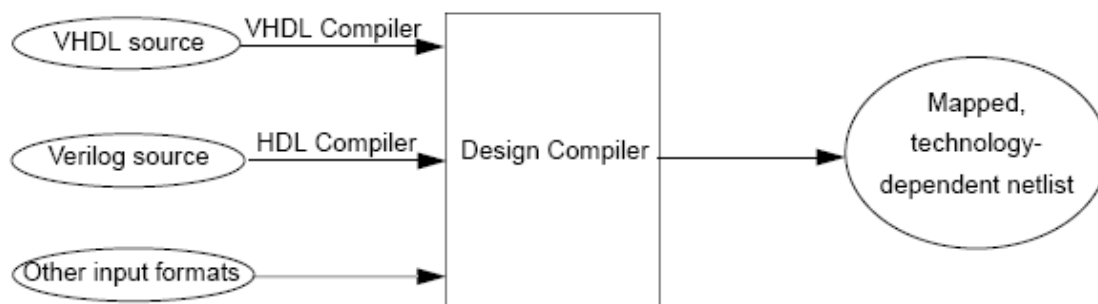 VHDL source
VHDL Compiler
Verilog source
HDL Compiler
Other input formats
Design Compiler
Mapped,
technology-
dependent netlist